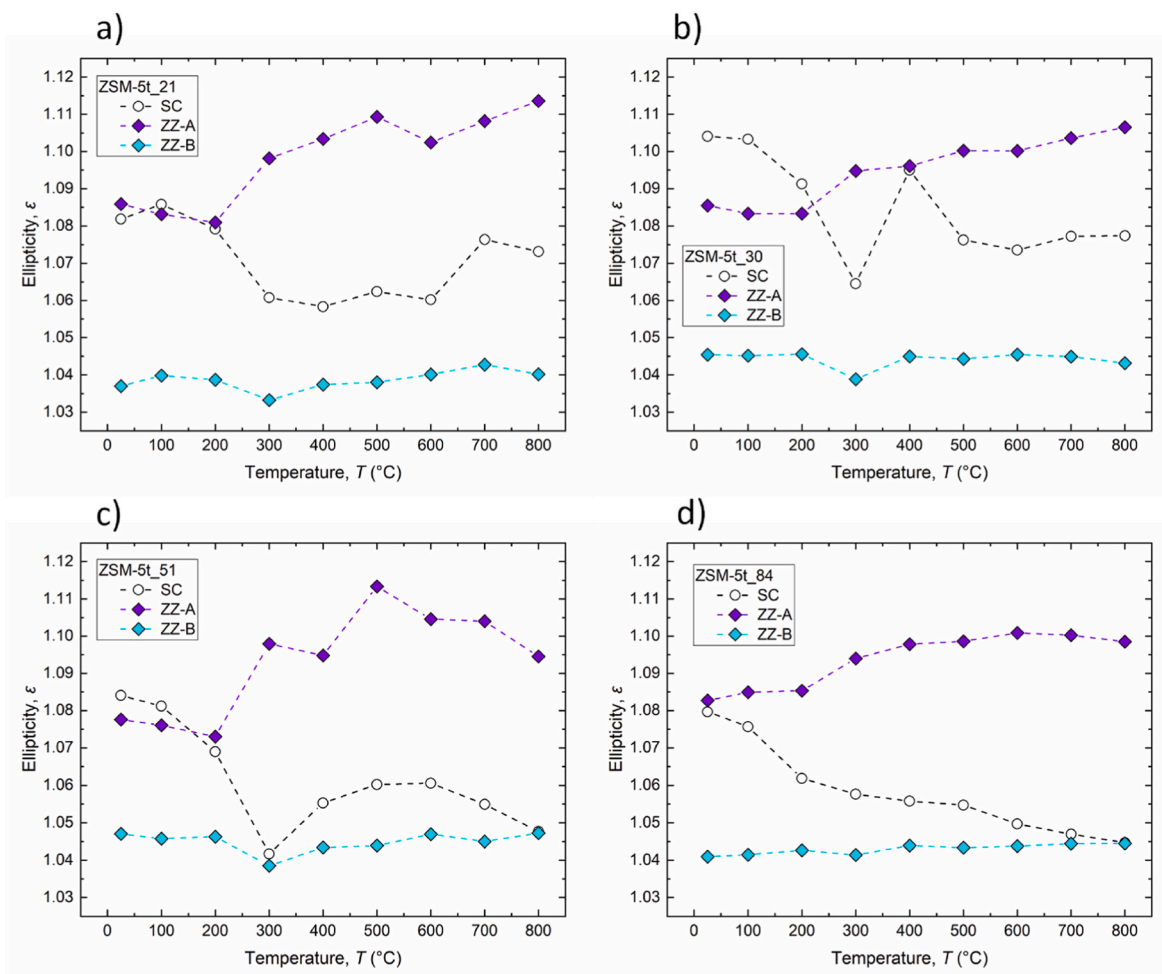 a)
ZSM-5t_21
SC
ZZ-A
ZZ-B
1.12
1.11
1.10
1.09
1.08
1.07
1.06
1.05
1.04
1.03
Ellipticity, ε
0 100 200 300 400 500 600 700 800
Temperature, T (°C)
b)
ZSM-5t_30
SC
ZZ-A
ZZ-B
1.12
1.11
1.10
1.09
1.08
1.07
1.06
1.05
1.04
1.03
Ellipticity, ε
0 100 200 300 400 500 600 700 800
Temperature, T (°C)
c)
ZSM-5t_51
SC
ZZ-A
ZZ-B
1.12
1.11
1.10
1.09
1.08
1.07
1.06
1.05
1.04
1.03
Ellipticity, ε
0 100 200 300 400 500 600 700 800
Temperature, T (°C)
d)
ZSM-5t_84
SC
ZZ-A
ZZ-B
1.12
1.11
1.10
1.09
1.08
1.07
1.06
1.05
1.04
1.03
Ellipticity, ε
0 100 200 300 400 500 600 700 800
Temperature, T (°C)